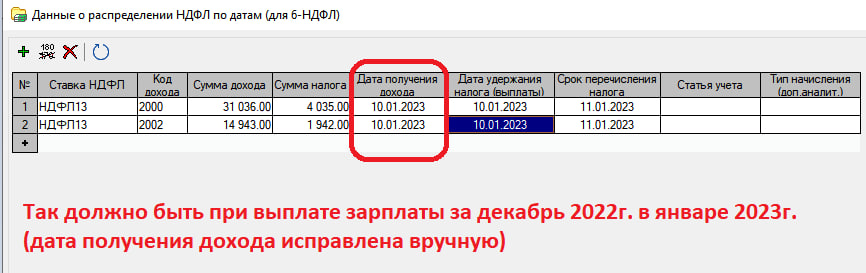 Данные о распределении НДФЛ по датам (для 6-НДФЛ)
180
№ Ставка НДФЛ Код дохода Сумма дохода Сумма налога Дата получения дохода Дата удержания налога (выплаты) Срок перечисления налога Статья учета Тип начисления (доп.аналит.)
1 НДФЛ13 2000 31 036.00 4 035.00 10.01.2023 10.01.2023 11.01.2023
2 НДФЛ13 2002 14 943.00 1 942.00 10.01.2023 10.01.2023 11.01.2023
Так должно быть при выплате зарплаты за декабрь 2022г. в январе 2023г.
(дата получения дохода исправлена вручную)